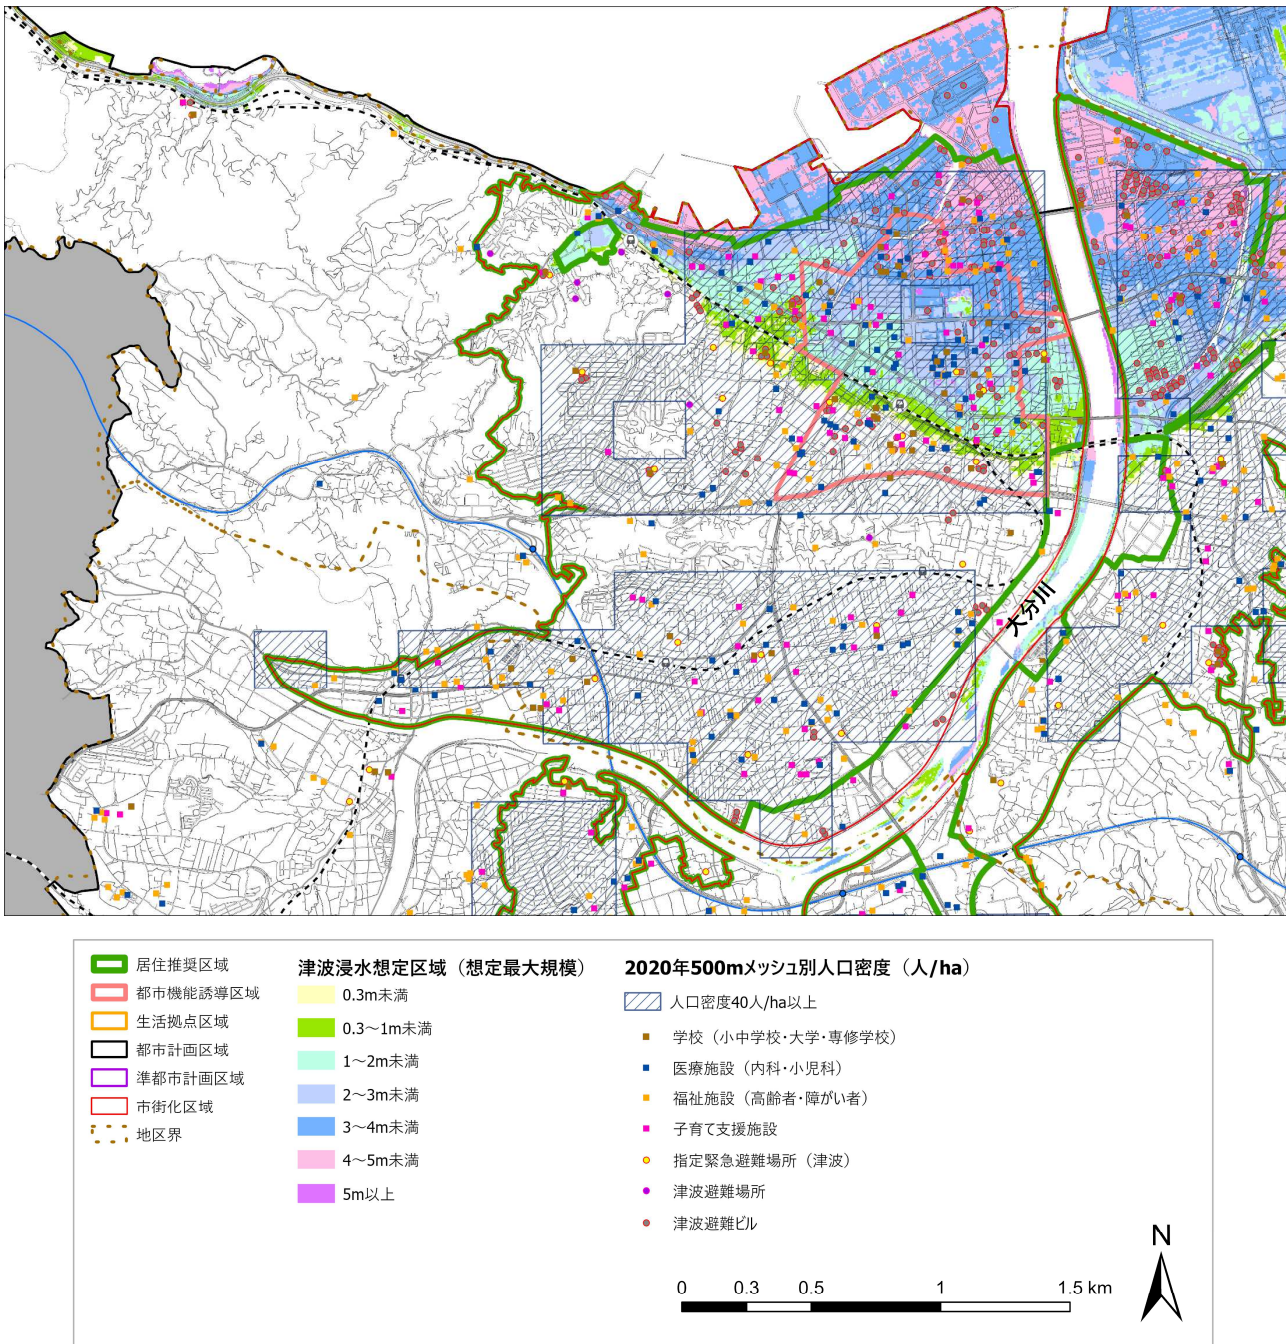 大分川
居住推奨区域
都市機能誘導区域
生活拠点区域
都市計画区域
準都市計画区域
市街化区域
地区界
津波浸水想定区域（想定最大規模）
0.3m未満
0.3～1m未満
1～2m未満
2～3m未満
3～4m未満
4～5m未満
5m以上
2020年500mメッシュ別人口密度（人/ha）
人口密度40人/ha以上
学校（小中学校・大学・専修学校）
医療施設（内科・小児科）
福祉施設（高齢者・障がい者）
子育て支援施設
指定緊急避難場所（津波）
津波避難場所
津波避難ビル
N
0 0.3 0.5 1 1.5 km